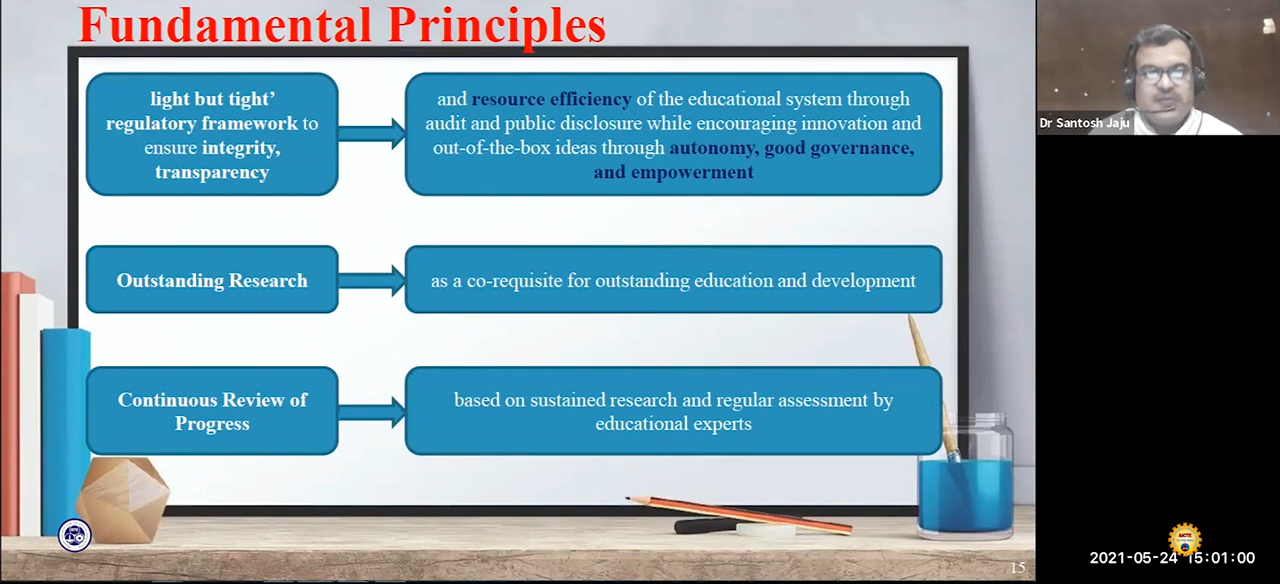 Fundamental Principles
light but tight’
regulatory framework to
ensure integrity,
transparency
and resource efficiency of the educational system through
audit and public disclosure while encouraging innovation and
out-of-the-box ideas through autonomy, good governance,
and empowerment
Outstanding Research
as a co-requisite for outstanding education and development
Continuous Review of
Progress
based on sustained research and regular assessment by
educational experts
15
Dr Santosh Jaju
AICTE
2021-05-24 15:01:00